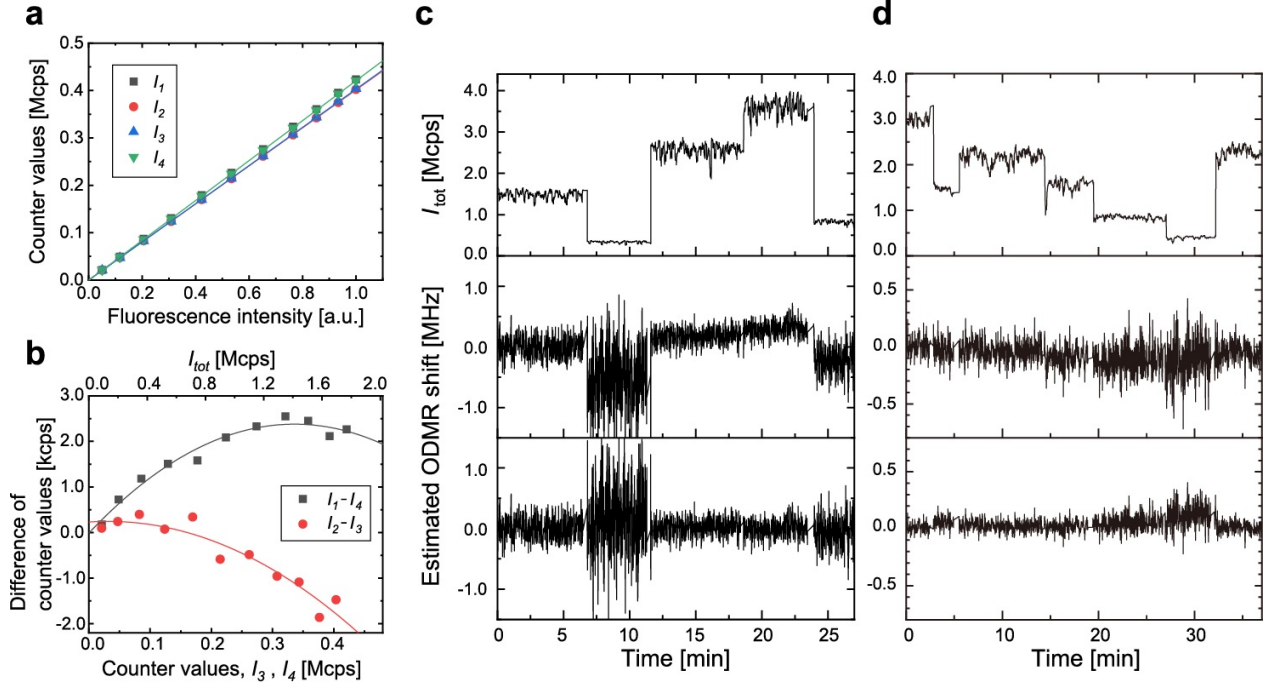 a
0.5
0.4
0.3
0.2
0.1
0.0
Counter values [Mcps]
I1
I2
I3
I4
0.0 0.2 0.4 0.6 0.8 1.0
Fluorescence intensity [a.u.]
b
Itot [Mcps]
0.0 0.4 0.8 1.2 1.6 2.0
3.0
2.0
1.0
0.0
-1.0
-2.0
Difference of
counter values [kcps]
I1–I4
I2–I3
0.0 0.1 0.2 0.3 0.4
Counter values, I3 , I4 [Mcps]
c
4.0
3.0
2.0
1.0
0.0
Itot [Mcps]
1.0
0.0
-1.0
1.0
0.0
-1.0
Estimated ODMR shift [MHz]
0 5 10 15 20 25
Time [min]
d
4.0
3.0
2.0
1.0
0.0
0.5
0.0
-0.5
0.5
0.0
-0.5
0 10 20 30
Time [min]